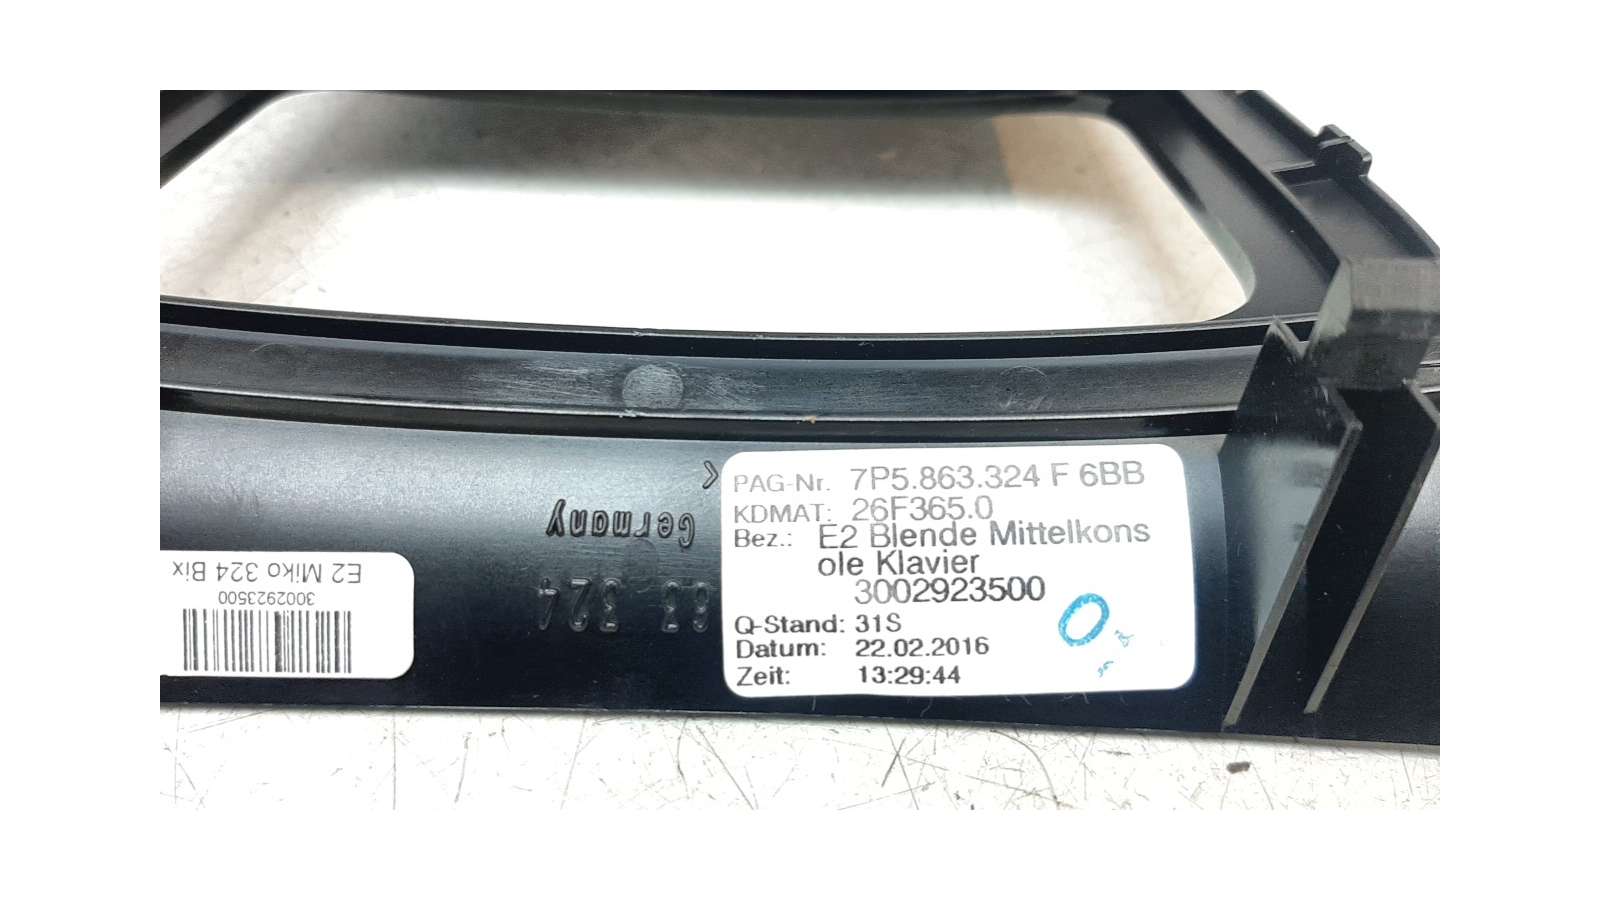 PAG-Nr. 7P5.863.324 F 6BB
KDMAT: 26F365.0
Bez.: E2 Blende Mittelkons
ole Klavier
3002923500
Q-Stand: 31S
Datum: 22.02.2016
Zeit: 13:29:44
Germany
63 324
E2 Miko 324 Bix
3002923500